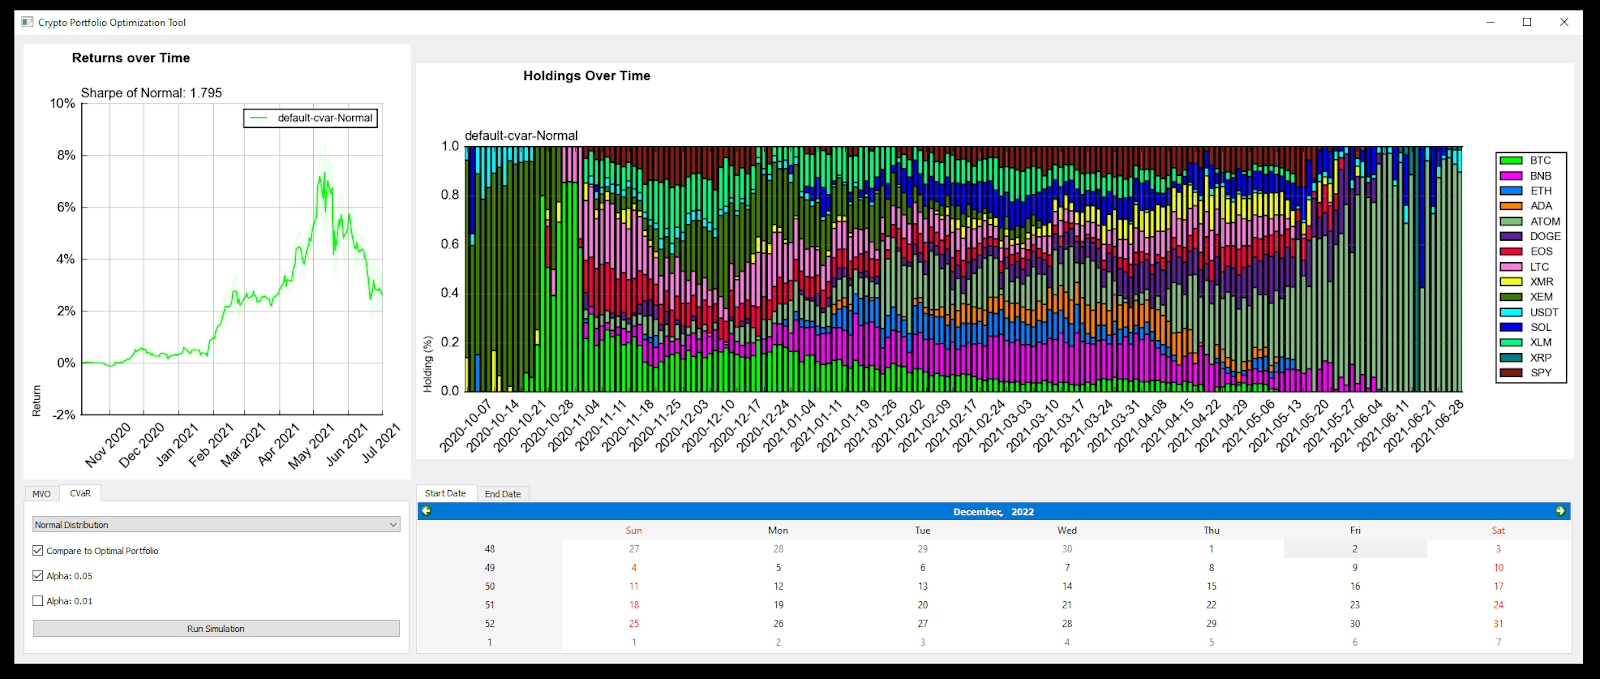 Crypto Portfolio Optimization Tool
Returns over Time
Sharpe of Normal: 1.795
default-cvar-Normal
10%
8%
6%
4%
2%
0%
-2%
Return
Nov 2020
Dec 2020
Jan 2021
Feb 2021
Mar 2021
Apr 2021
May 2021
Jun 2021
Jul 2021
Holdings Over Time
default-cvar-Normal
1.0
0.8
0.6
0.4
0.2
0.0
Holding (%)
2020-10-07
2020-10-14
2020-10-21
2020-10-28
2020-11-04
2020-11-11
2020-11-18
2020-11-25
2020-12-03
2020-12-10
2020-12-17
2020-12-24
2021-01-04
2021-01-11
2021-01-19
2021-01-26
2021-02-02
2021-02-09
2021-02-17
2021-02-24
2021-03-03
2021-03-10
2021-03-17
2021-03-24
2021-03-31
2021-04-08
2021-04-15
2021-04-22
2021-04-29
2021-05-06
2021-05-13
2021-05-20
2021-05-27
2021-06-04
2021-06-11
2021-06-21
2021-06-28
BTC
BNB
ETH
ADA
ATOM
DOGE
EOS
LTC
XMR
XEM
USDT
SOL
XLM
XRP
SPY
MVO CVaR
Normal Distribution
Compare to Optimal Portfolio
Alpha: 0.05
Alpha: 0.01
Run Simulation
Start Date End Date
December, 2022
Sun Mon Tue Wed Thu Fri Sat
48 27 28 29 30 1 2 3
49 4 5 6 7 8 9 10
50 11 12 13 14 15 16 17
51 18 19 20 21 22 23 24
52 25 26 27 28 29 30 31
1 1 2 3 4 5 6 7